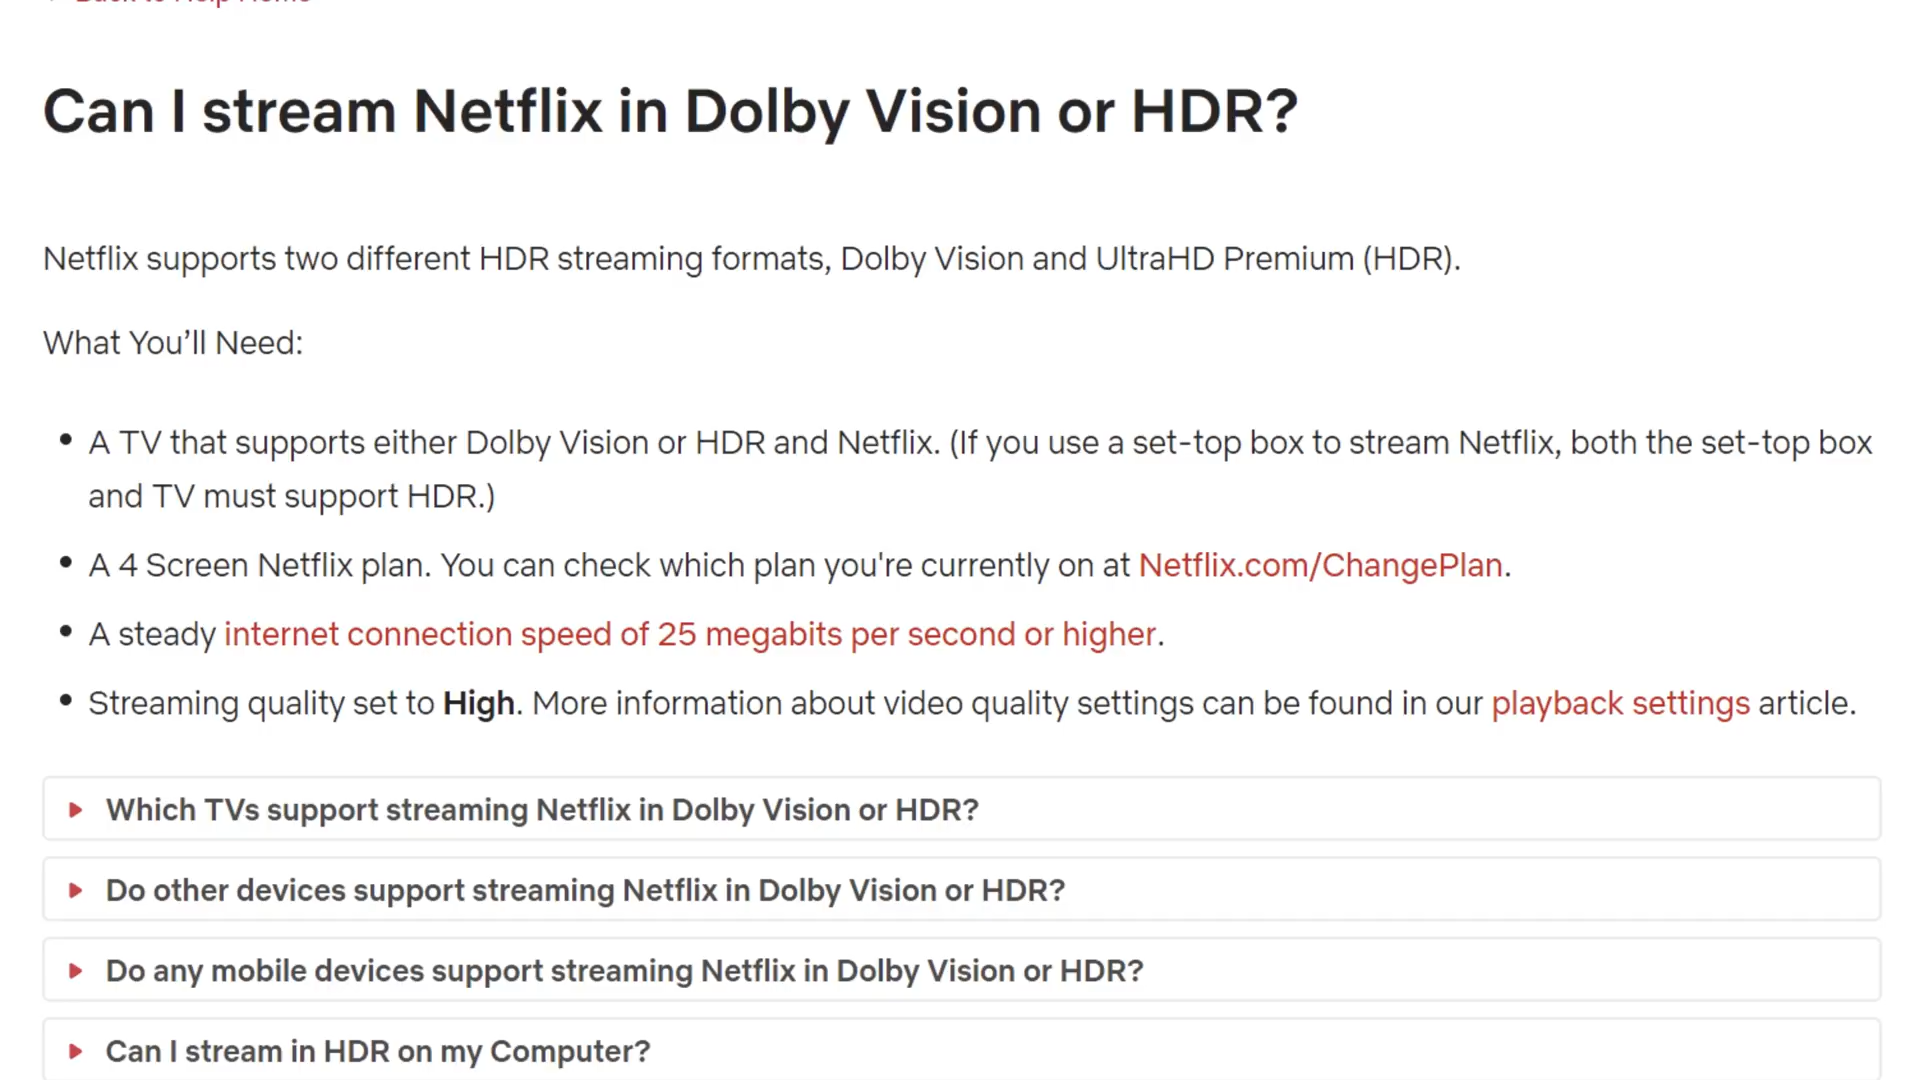 Back to Help Home
Can I stream Netflix in Dolby Vision or HDR?
Netflix supports two different HDR streaming formats, Dolby Vision and UltraHD Premium (HDR).
What You’ll Need:
• A TV that supports either Dolby Vision or HDR and Netflix. (If you use a set-top box to stream Netflix, both the set-top box
and TV must support HDR.)
• A 4 Screen Netflix plan. You can check which plan you're currently on at Netflix.com/ChangePlan.
• A steady internet connection speed of 25 megabits per second or higher.
• Streaming quality set to High. More information about video quality settings can be found in our playback settings article.
Which TVs support streaming Netflix in Dolby Vision or HDR?
Do other devices support streaming Netflix in Dolby Vision or HDR?
Do any mobile devices support streaming Netflix in Dolby Vision or HDR?
Can I stream in HDR on my Computer?